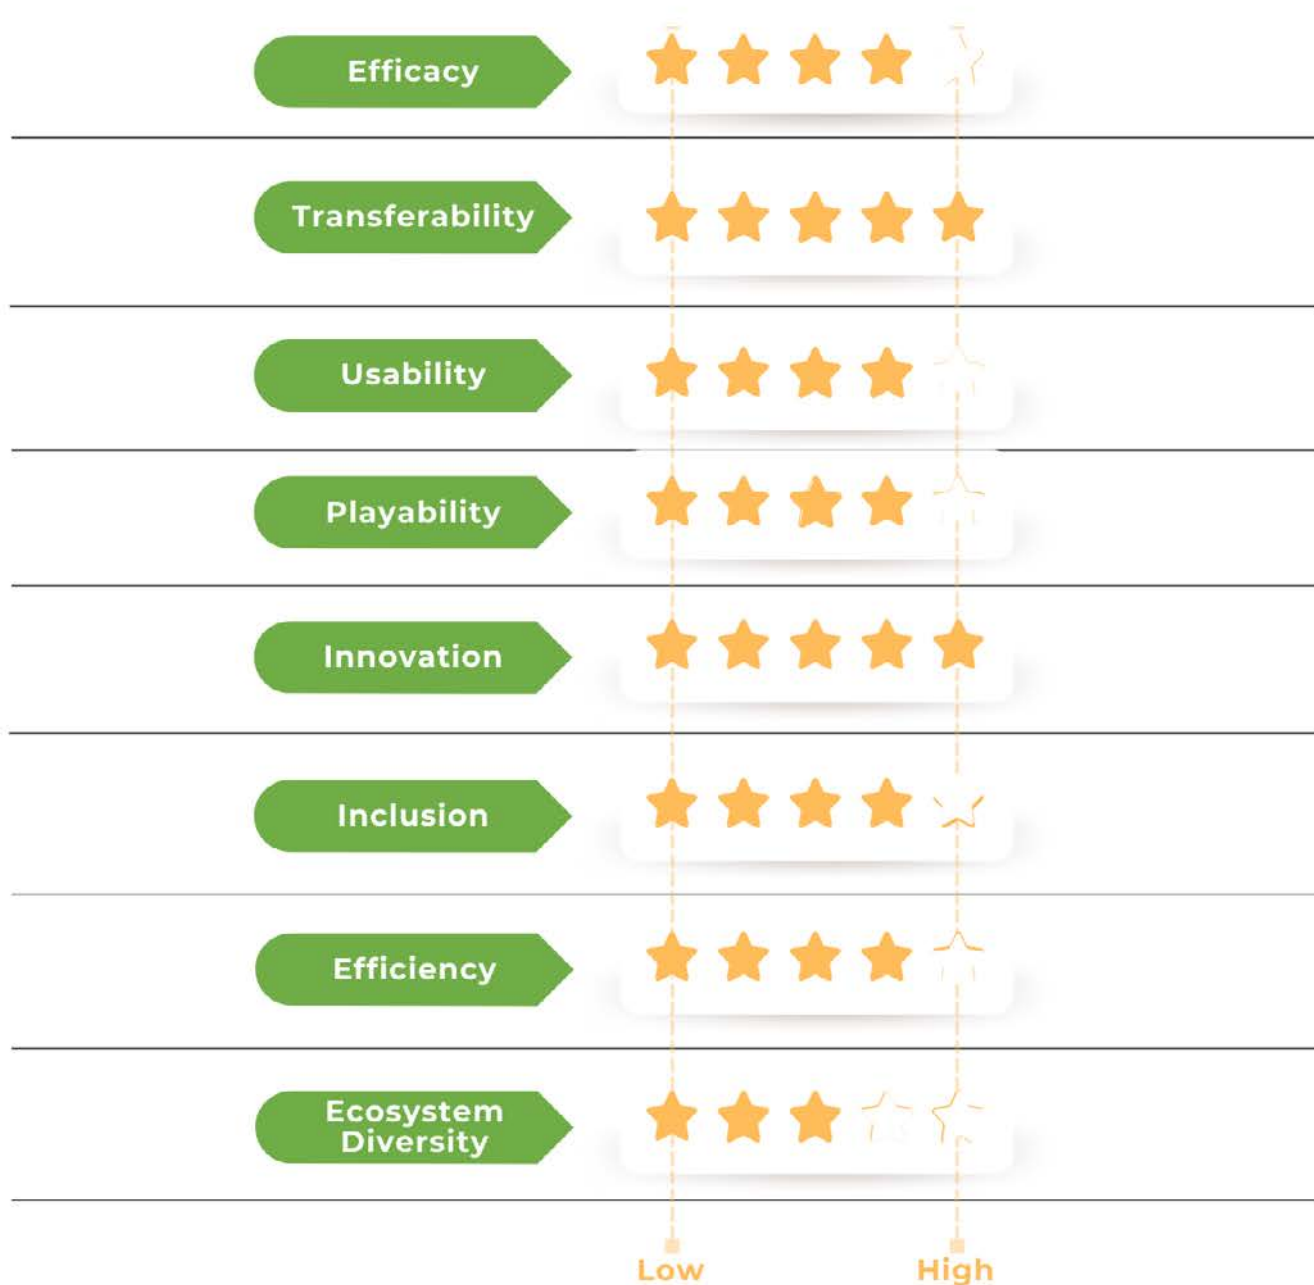 Efficacy
Transferability
Usability
Playability
Innovation
Inclusion
Efficiency
Ecosystem
Diversity
Low High